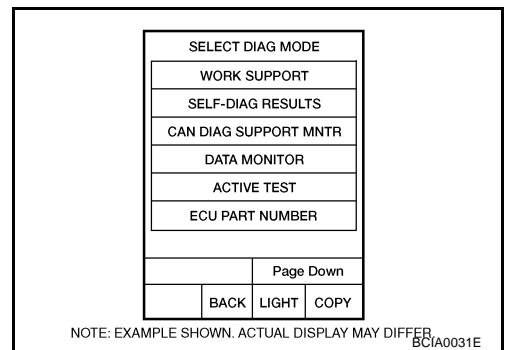 SELECT DIAG MODE
WORK SUPPORT
SELF-DIAG RESULTS
CAN DIAG SUPPORT MNTR
DATA MONITOR
ACTIVE TEST
ECU PART NUMBER
Page Down
BACK LIGHT COPY
NOTE: EXAMPLE SHOWN. ACTUAL DISPLAY MAY DIFFER.
BCIA0031E